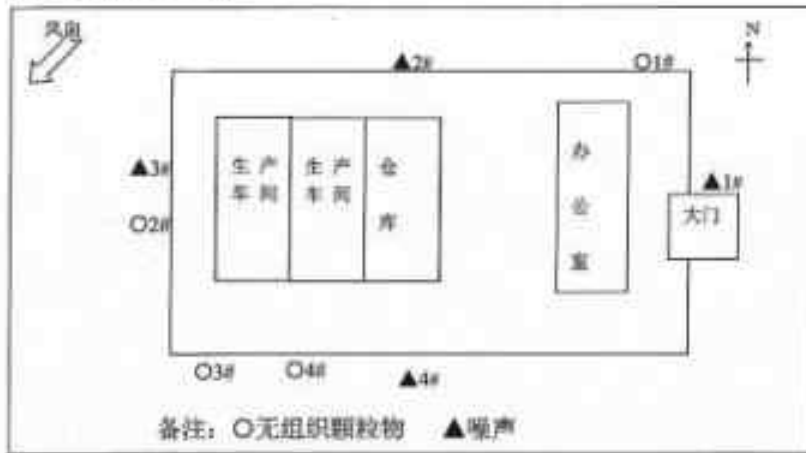 风向
N
▲2#
○1#
▲3#
○2#
生产
车间
生产
车间
仓
库
办
公
室
▲1#
大门
○3#
○4#
▲4#
备注：○无组织颗粒物 ▲噪声